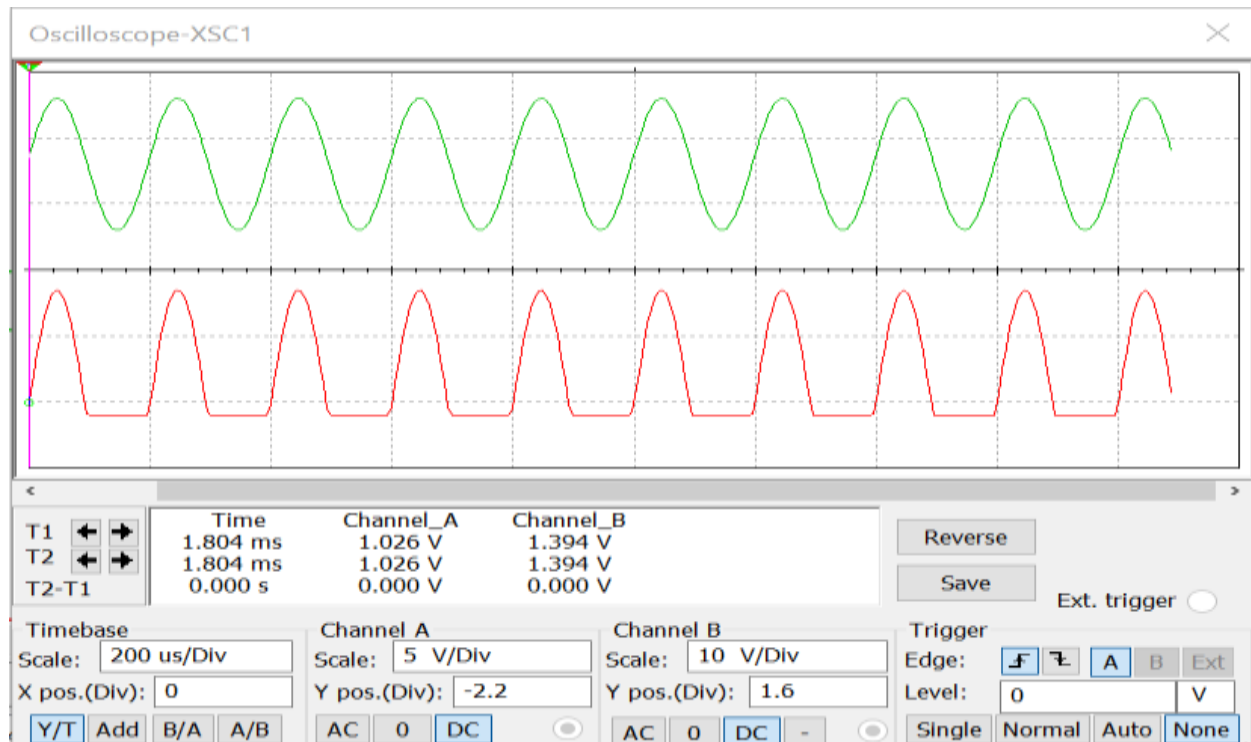 Oscilloscope-XSC1
T1
T2
T2-T1
Time Channel_A Channel_B
1.804 ms 1.026 V 1.394 V
1.804 ms 1.026 V 1.394 V
0.000 s 0.000 V 0.000 V
Reverse
Save
Ext. trigger
Timebase
Scale: 200 us/Div
X pos.(Div): 0
Y/T Add B/A A/B
Channel A
Scale: 5 V/Div
Y pos.(Div): -2.2
AC 0 DC
Channel B
Scale: 10 V/Div
Y pos.(Div): 1.6
AC 0 DC -
Trigger
Edge: A B Ext
Level: 0 V
Single Normal Auto None